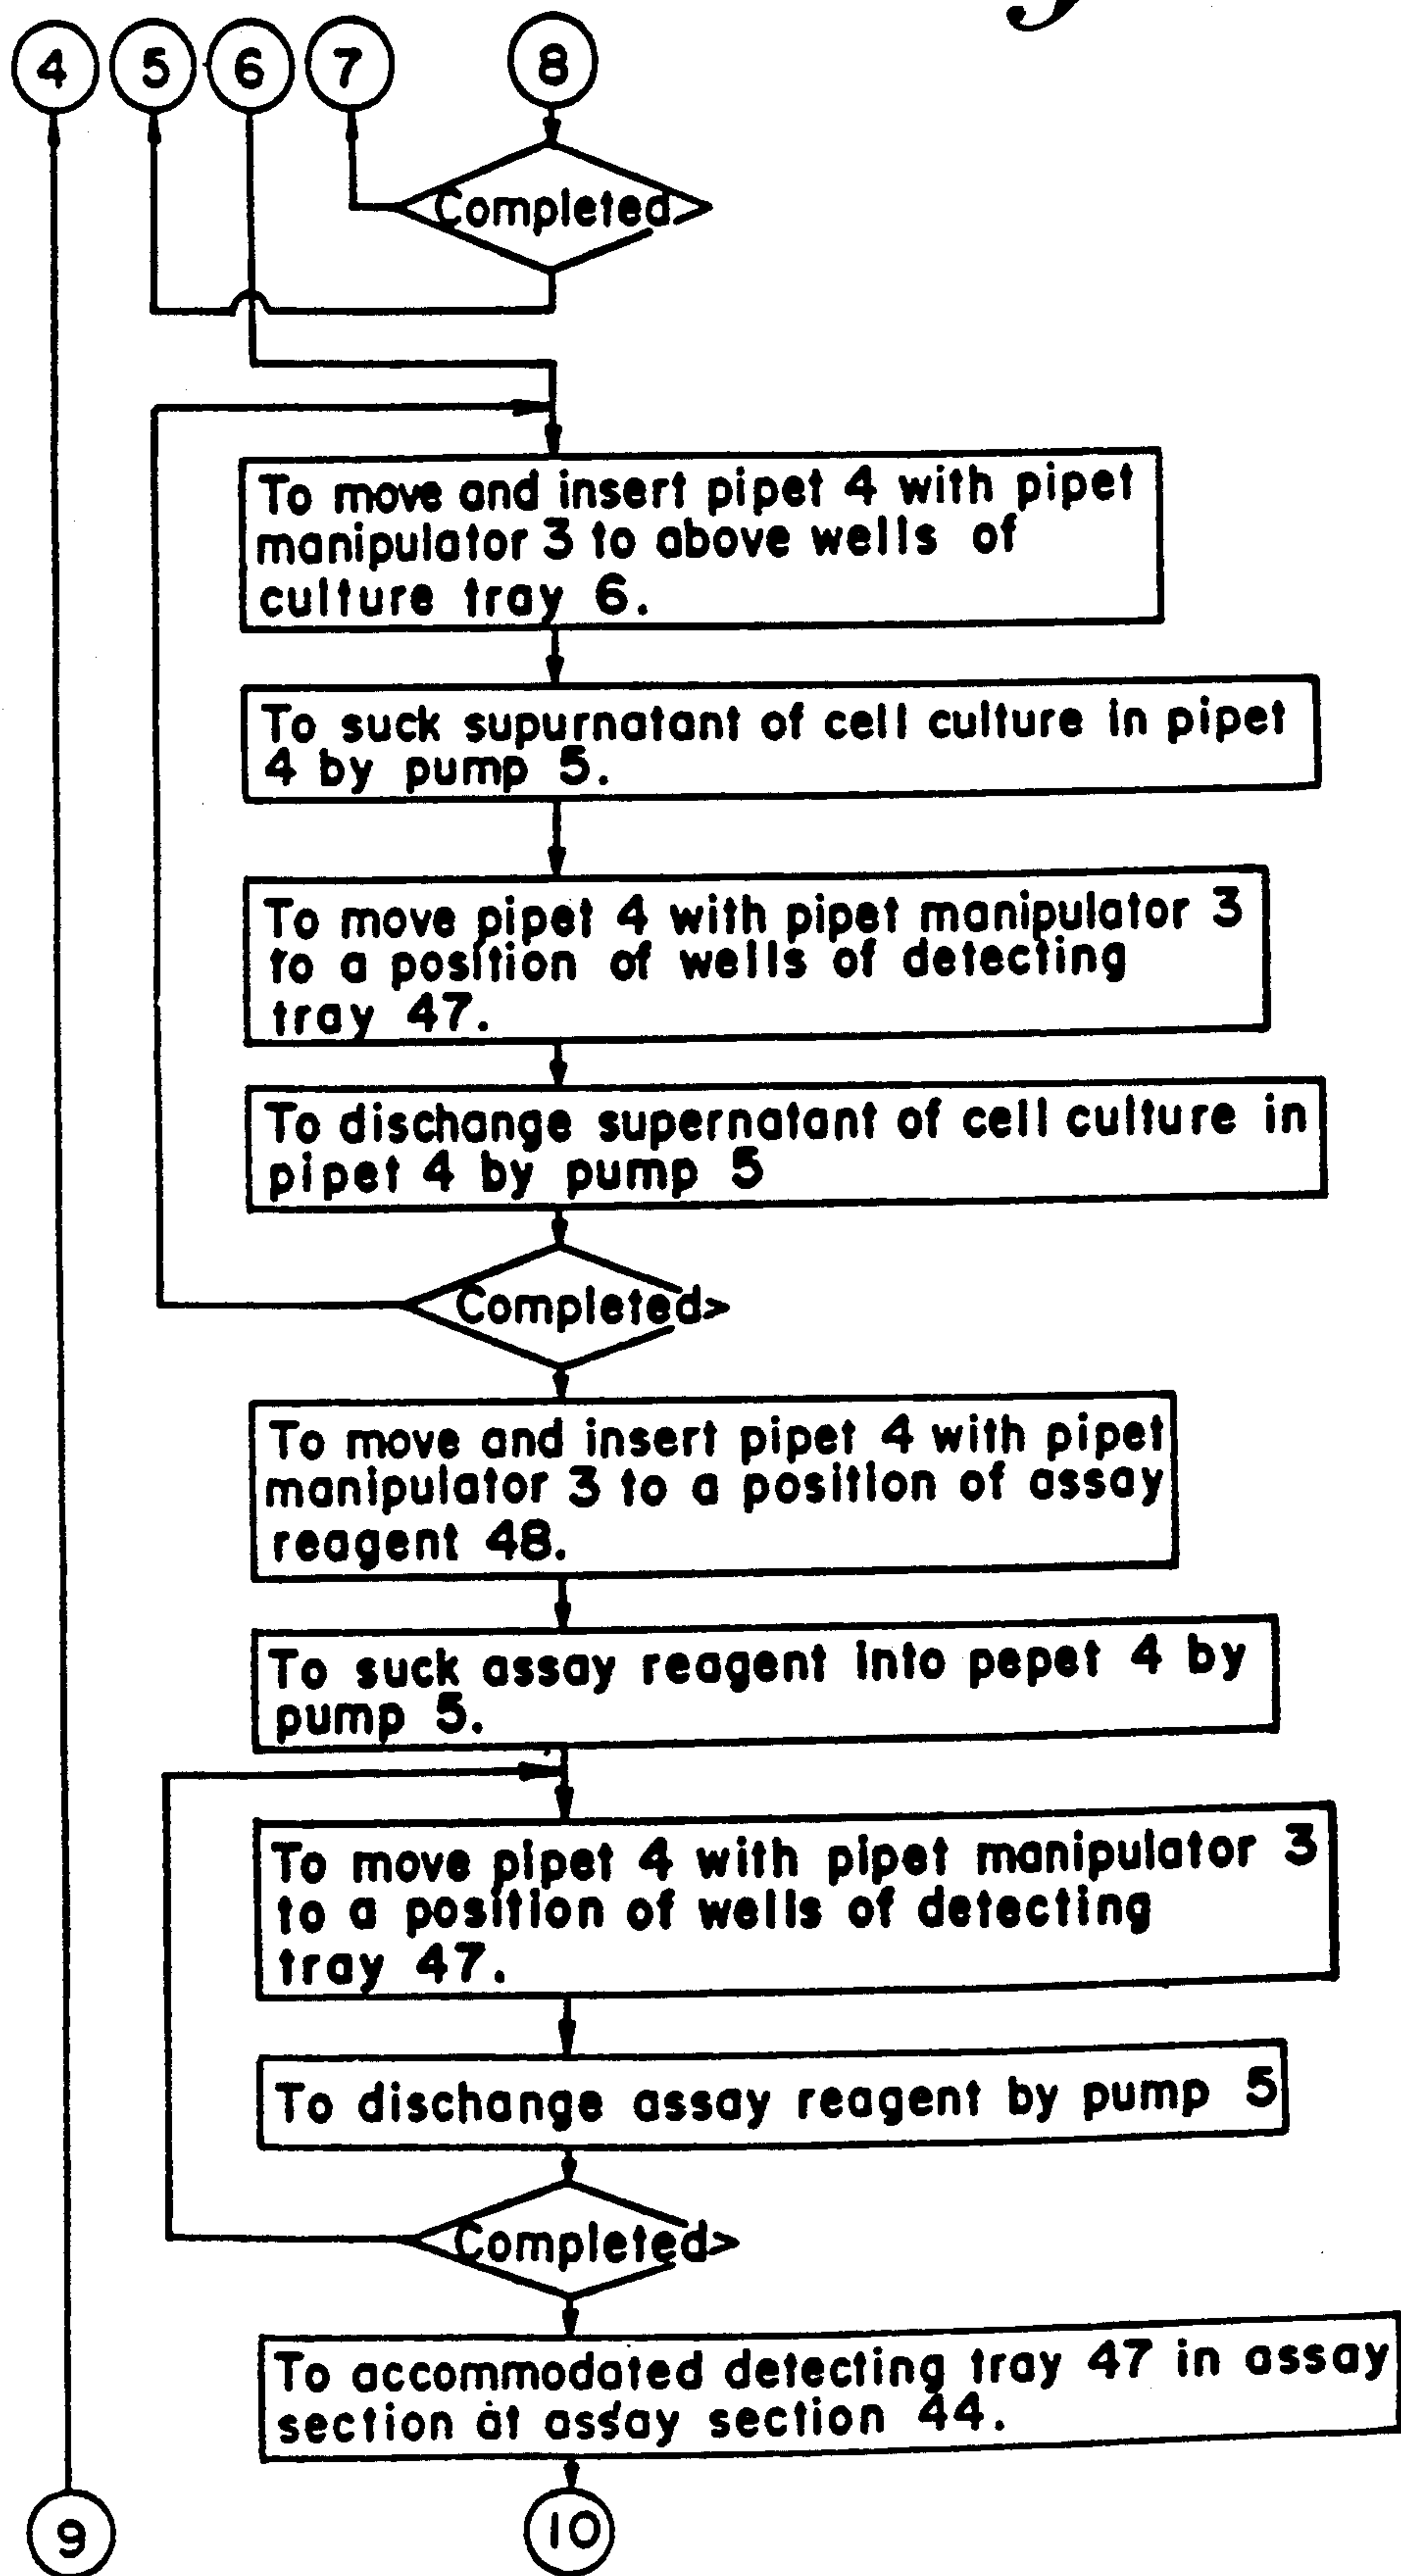 4 5 6 7 8
Completed>
To move and insert pipet 4 with pipet
manipulator 3 to above wells of
culture tray 6.
To suck supurnatant of cell culture in pipet
4 by pump 5.
To move pipet 4 with pipet manipulator 3
to a position of wells of detecting
tray 47.
To dischange supernatant of cell culture in
pipet 4 by pump 5
Completed>
To move and insert pipet 4 with pipet
manipulator 3 to a position of assay
reagent 48.
To suck assay reagent into pepet 4 by
pump 5.
To move pipet 4 with pipet manipulator 3
to a position of wells of detecting
tray 47.
To dischange assay reagent by pump 5
Completed>
To accommodated detecting tray 47 in assay
section at assay section 44.
9 10